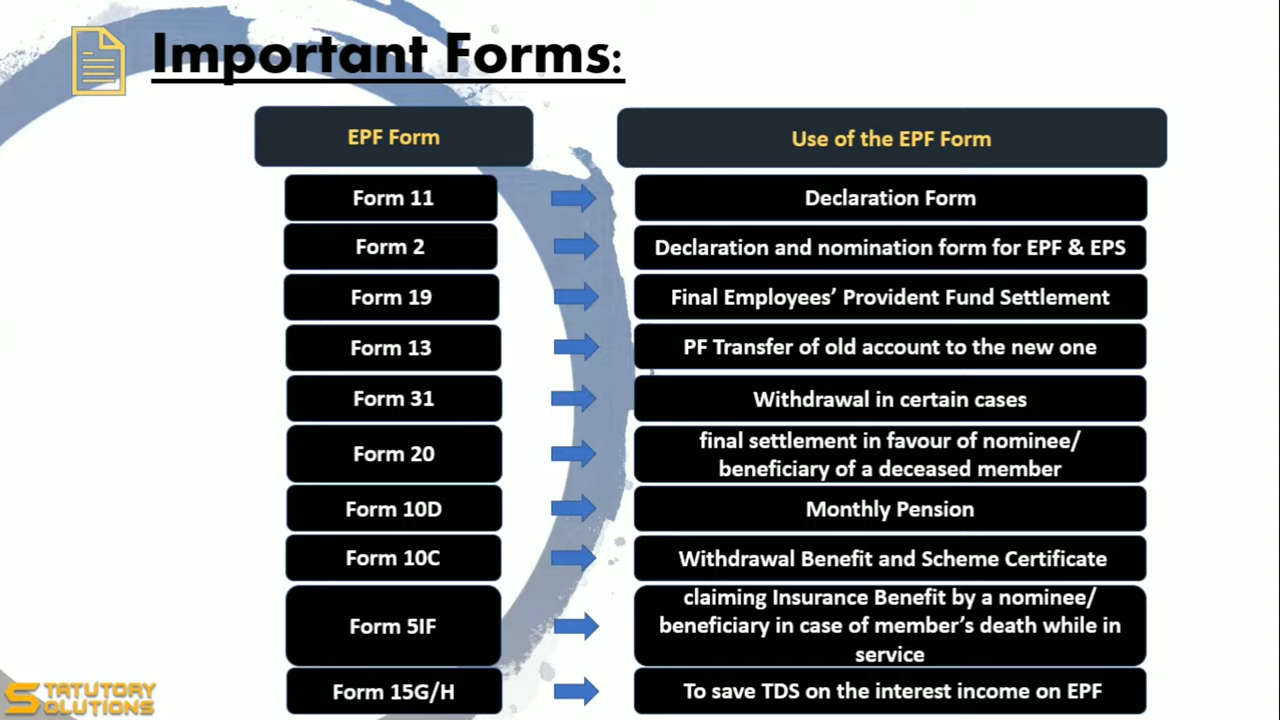 Important Forms:
EPF Form
Use of the EPF Form
Form 11
Declaration Form
Form 2
Declaration and nomination form for EPF & EPS
Form 19
Final Employees’ Provident Fund Settlement
Form 13
PF Transfer of old account to the new one
Form 31
Withdrawal in certain cases
Form 20
final settlement in favour of nominee/
beneficiary of a deceased member
Form 10D
Monthly Pension
Form 10C
Withdrawal Benefit and Scheme Certificate
Form 5IF
claiming Insurance Benefit by a nominee/
beneficiary in case of member’s death while in
service
Form 15G/H
To save TDS on the interest income on EPF
STATUTORY
SOLUTIONS